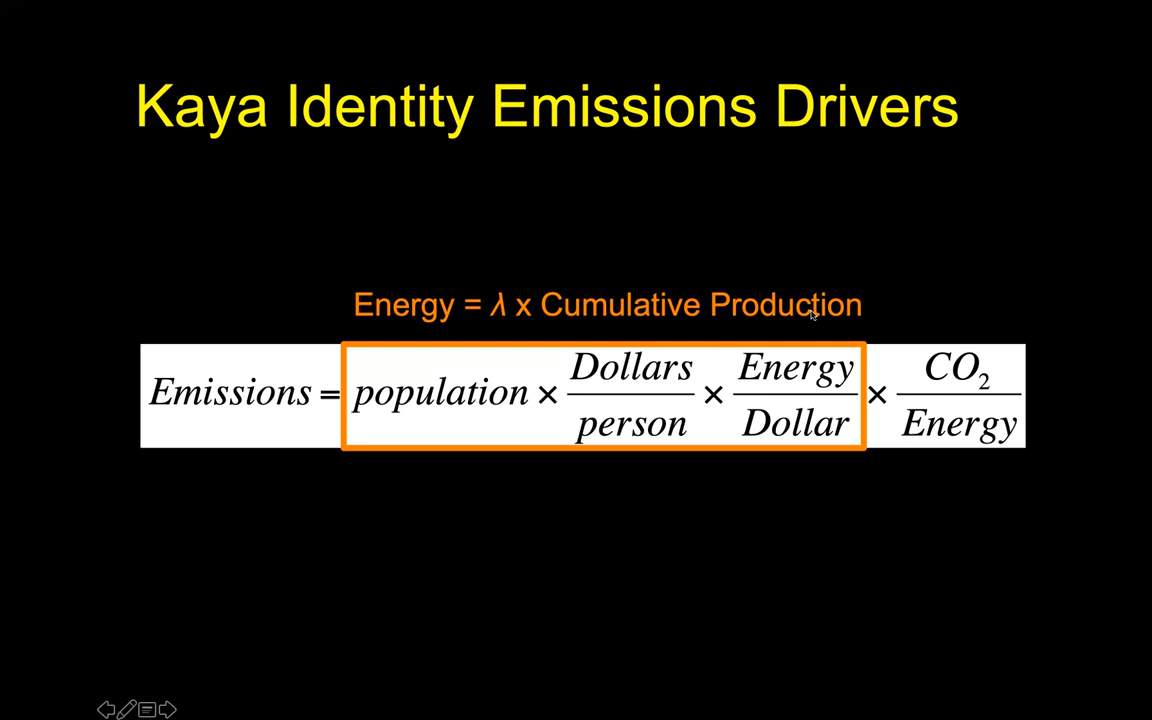 Kaya Identity Emissions Drivers
Energy = λ x Cumulative Production
Emissions = population × Dollars/person × Energy/Dollar × CO₂/Energy